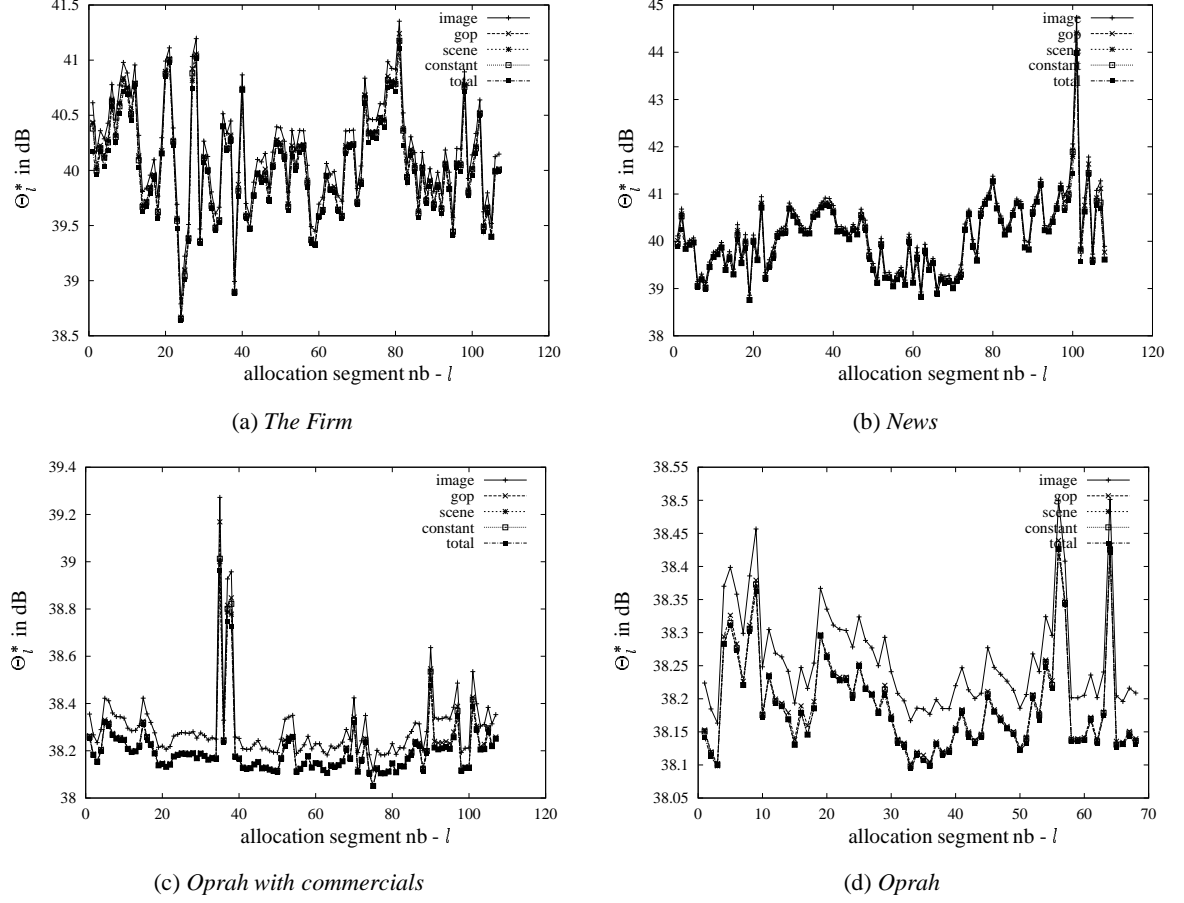 41.5
41
40.5
40
39.5
39
38.5
Θ*l in dB
image
gop
scene
constant
total
0 20 40 60 80 100 120
allocation segment nb - l
(a) The Firm
45
44
43
42
41
40
39
38
Θ*l in dB
image
gop
scene
constant
total
0 20 40 60 80 100 120
allocation segment nb - l
(b) News
39.4
39.2
39
38.8
38.6
38.4
38.2
38
Θ*l in dB
image
gop
scene
constant
total
0 20 40 60 80 100 120
allocation segment nb - l
(c) Oprah with commercials
38.55
38.5
38.45
38.4
38.35
38.3
38.25
38.2
38.15
38.1
38.05
Θ*l in dB
image
gop
scene
constant
total
0 10 20 30 40 50 60 70
allocation segment nb - l
(d) Oprah